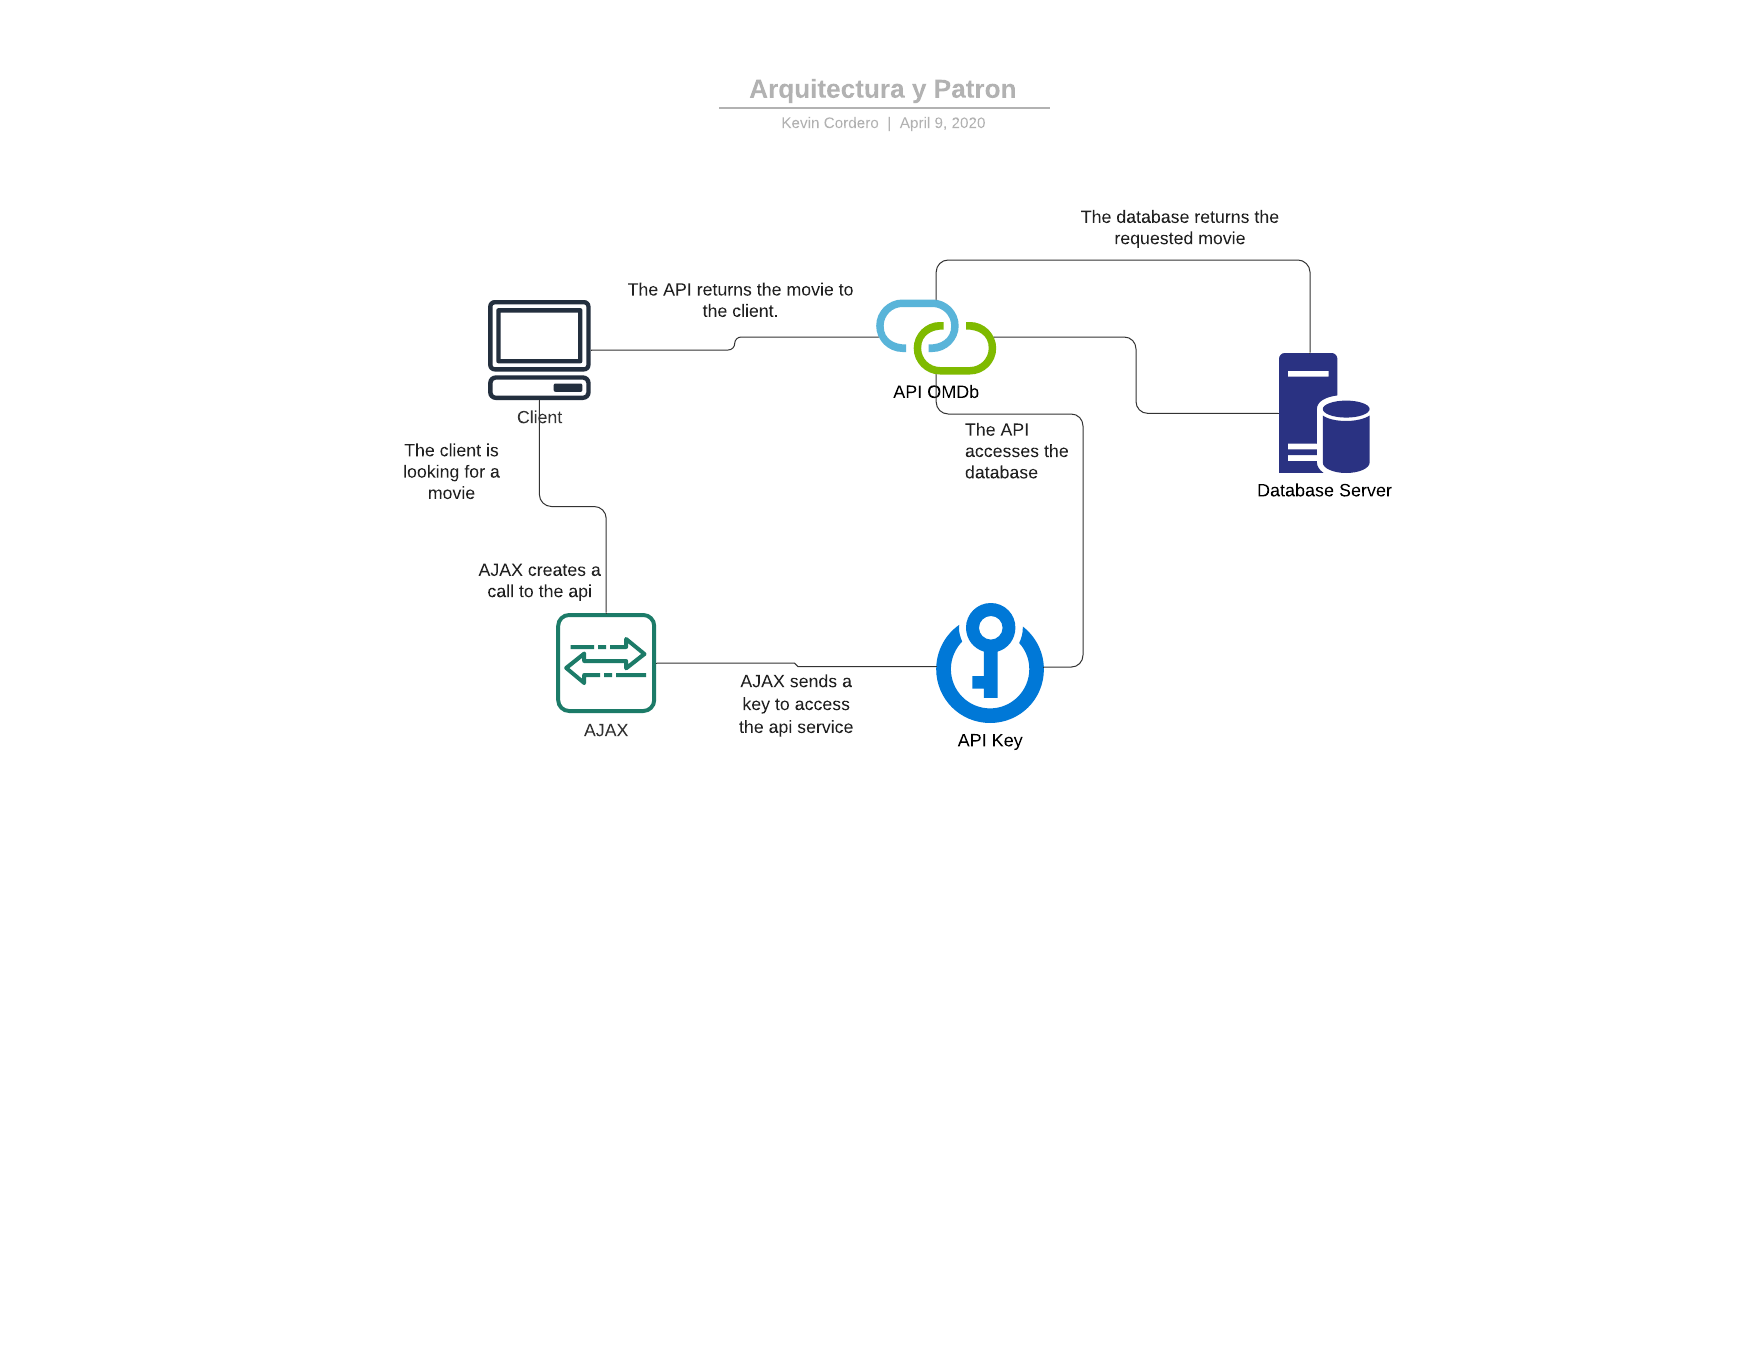 Arquitectura y Patron
Kevin Cordero | April 9, 2020
The database returns the
requested movie
The API returns the movie to
the client.
API OMDb
Client
The API
accesses the
database
The client is
looking for a
movie
Database Server
AJAX creates a
call to the api
AJAX sends a
key to access
the api service
AJAX
API Key